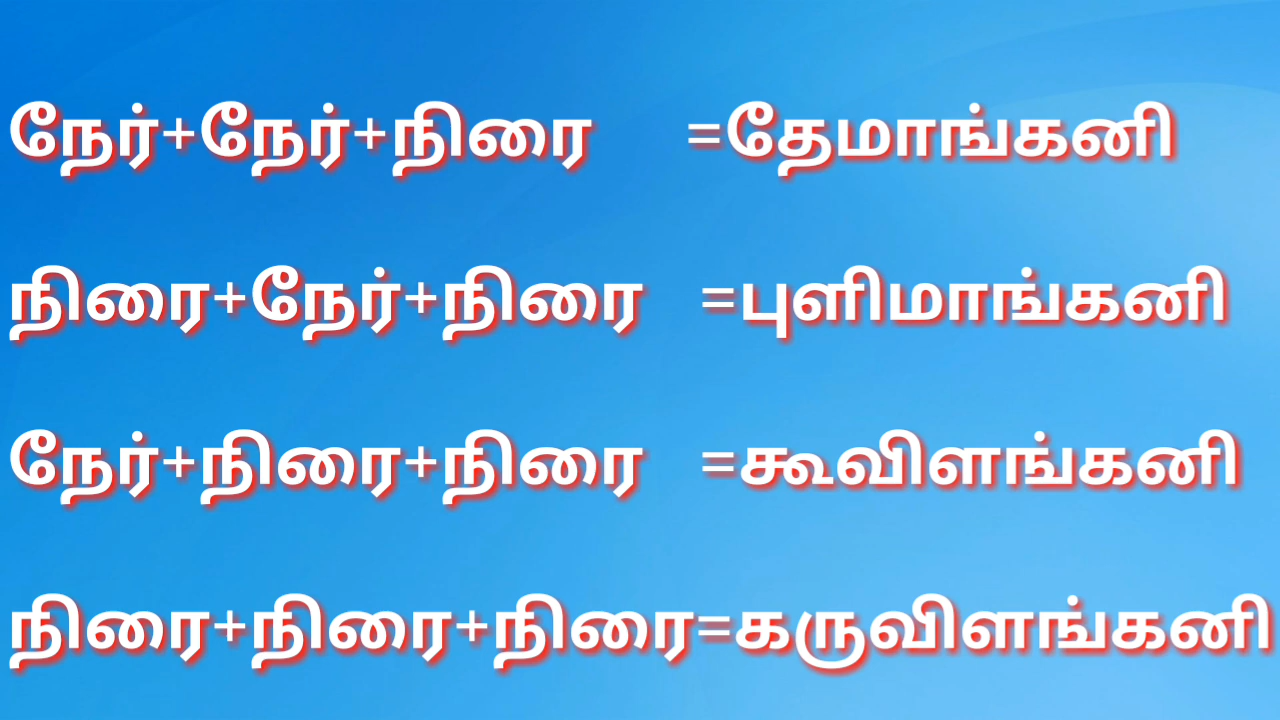 நேர்+நேர்+நிரை =தேமாங்கனி
நிரை+நேர்+நிரை =புளிமாங்கனி
நேர்+நிரை+நிரை =கூவிளங்கனி
நிரை+நிரை+நிரை=கருவிளங்கனி